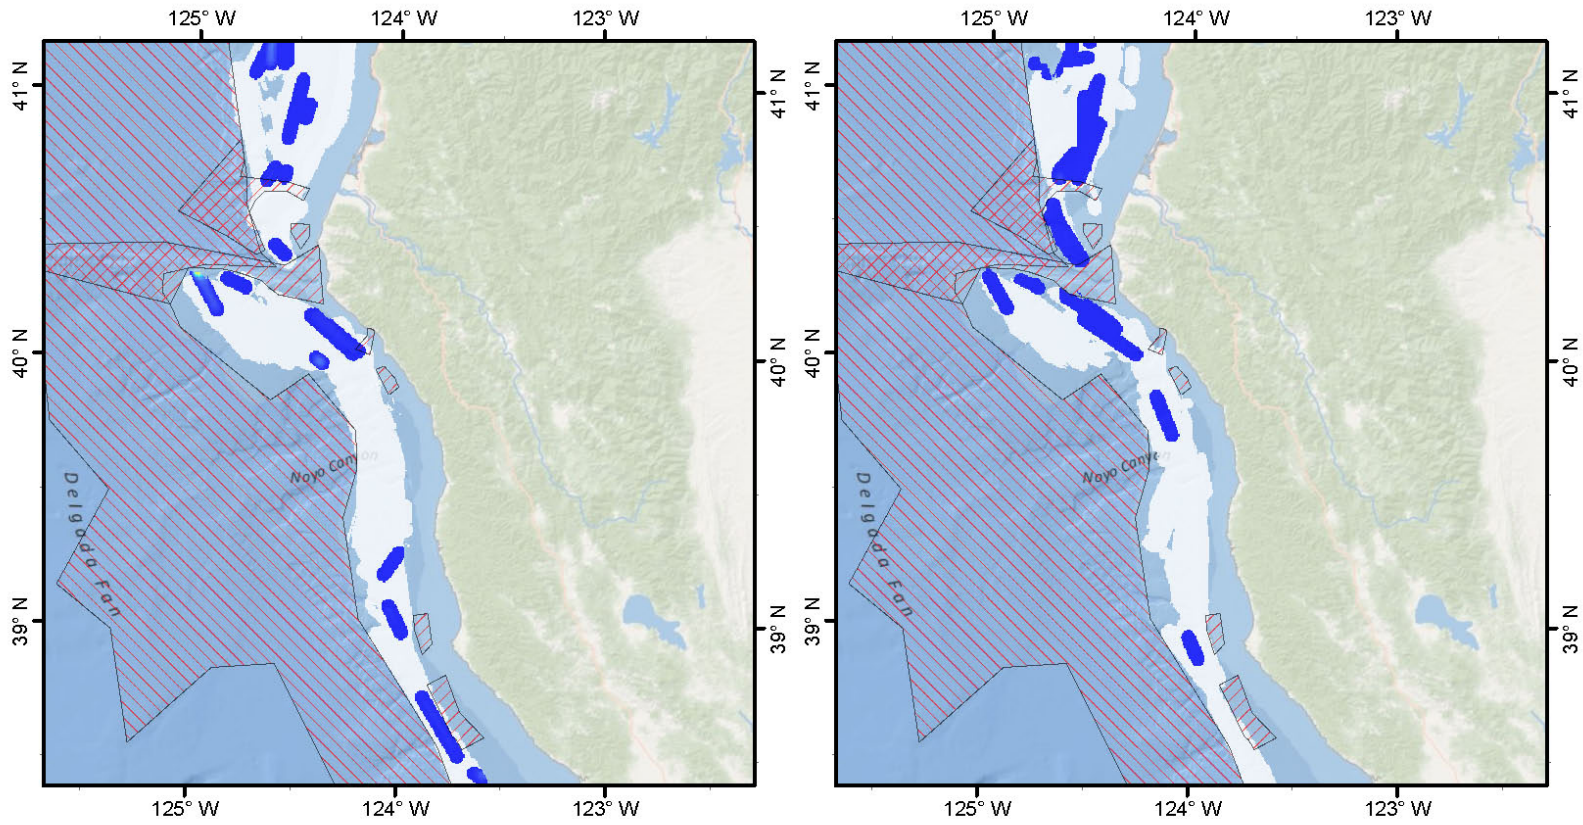 125° W 124° W 123° W 125° W 124° W 123° W
41° N 41° N 41° N 41° N
40° N 40° N 40° N 40° N
Noyo Canyon Noyo Canyon
Delgada Fan Delgada Fan
39° N 39° N 39° N 39° N
125° W 124° W 123° W 125° W 124° W 123° W